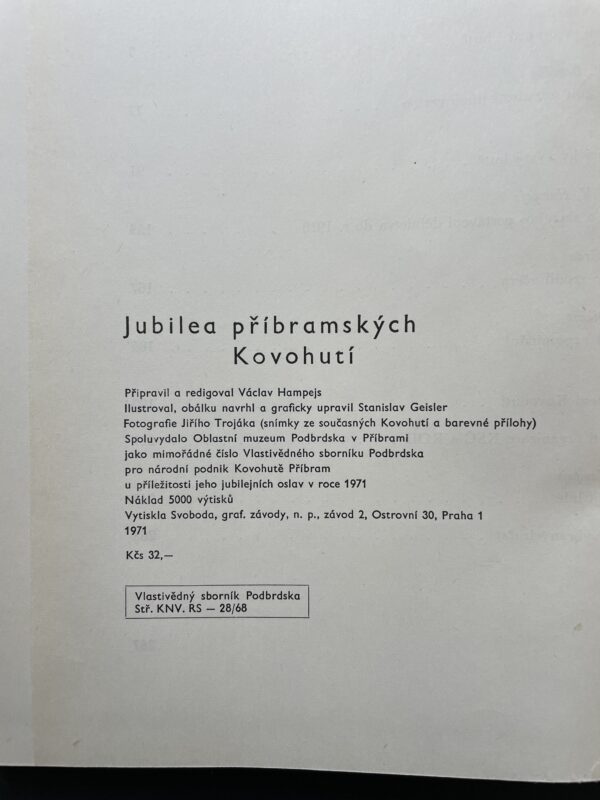 Jubilea příbramských
Kovohutí
Připravil a redigoval Václav Hampejs
Ilustroval, obálku navrhl a graficky upravil Stanislav Geisler
Fotografie Jiřího Trojáka (snímky ze současných Kovohutí a barevné přílohy)
Spoluvydalo Oblastní muzeum Podbrdska v Příbrami
jako mimořádné číslo Vlastivědného sborníku Podbrdska
pro národní podnik Kovohutě Příbram
u příležitosti jeho jubilejních oslav v roce 1971
Náklad 5000 výtisků
Vytiskla Svoboda, graf. závody, n. p., závod 2, Ostrovní 30, Praha 1
1971
Kčs 32,—
Vlastivědný sborník Podbrdska
Stř. KNV. RS — 28/68